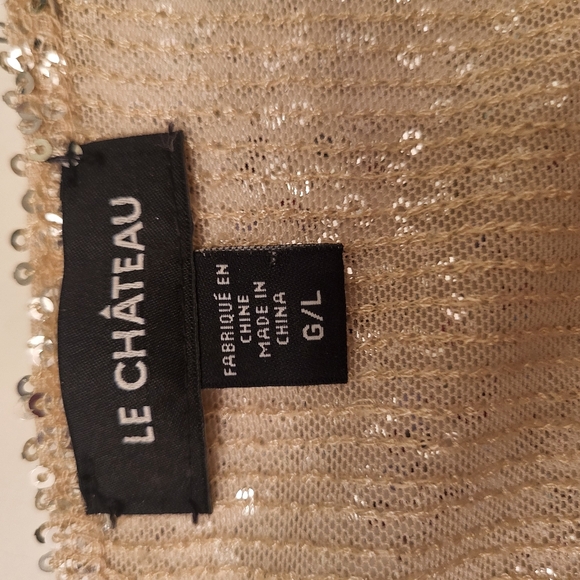 LE CHÂTEAU
FABRIQUÉ EN
CHINE
MADE IN
CHINA
G/L